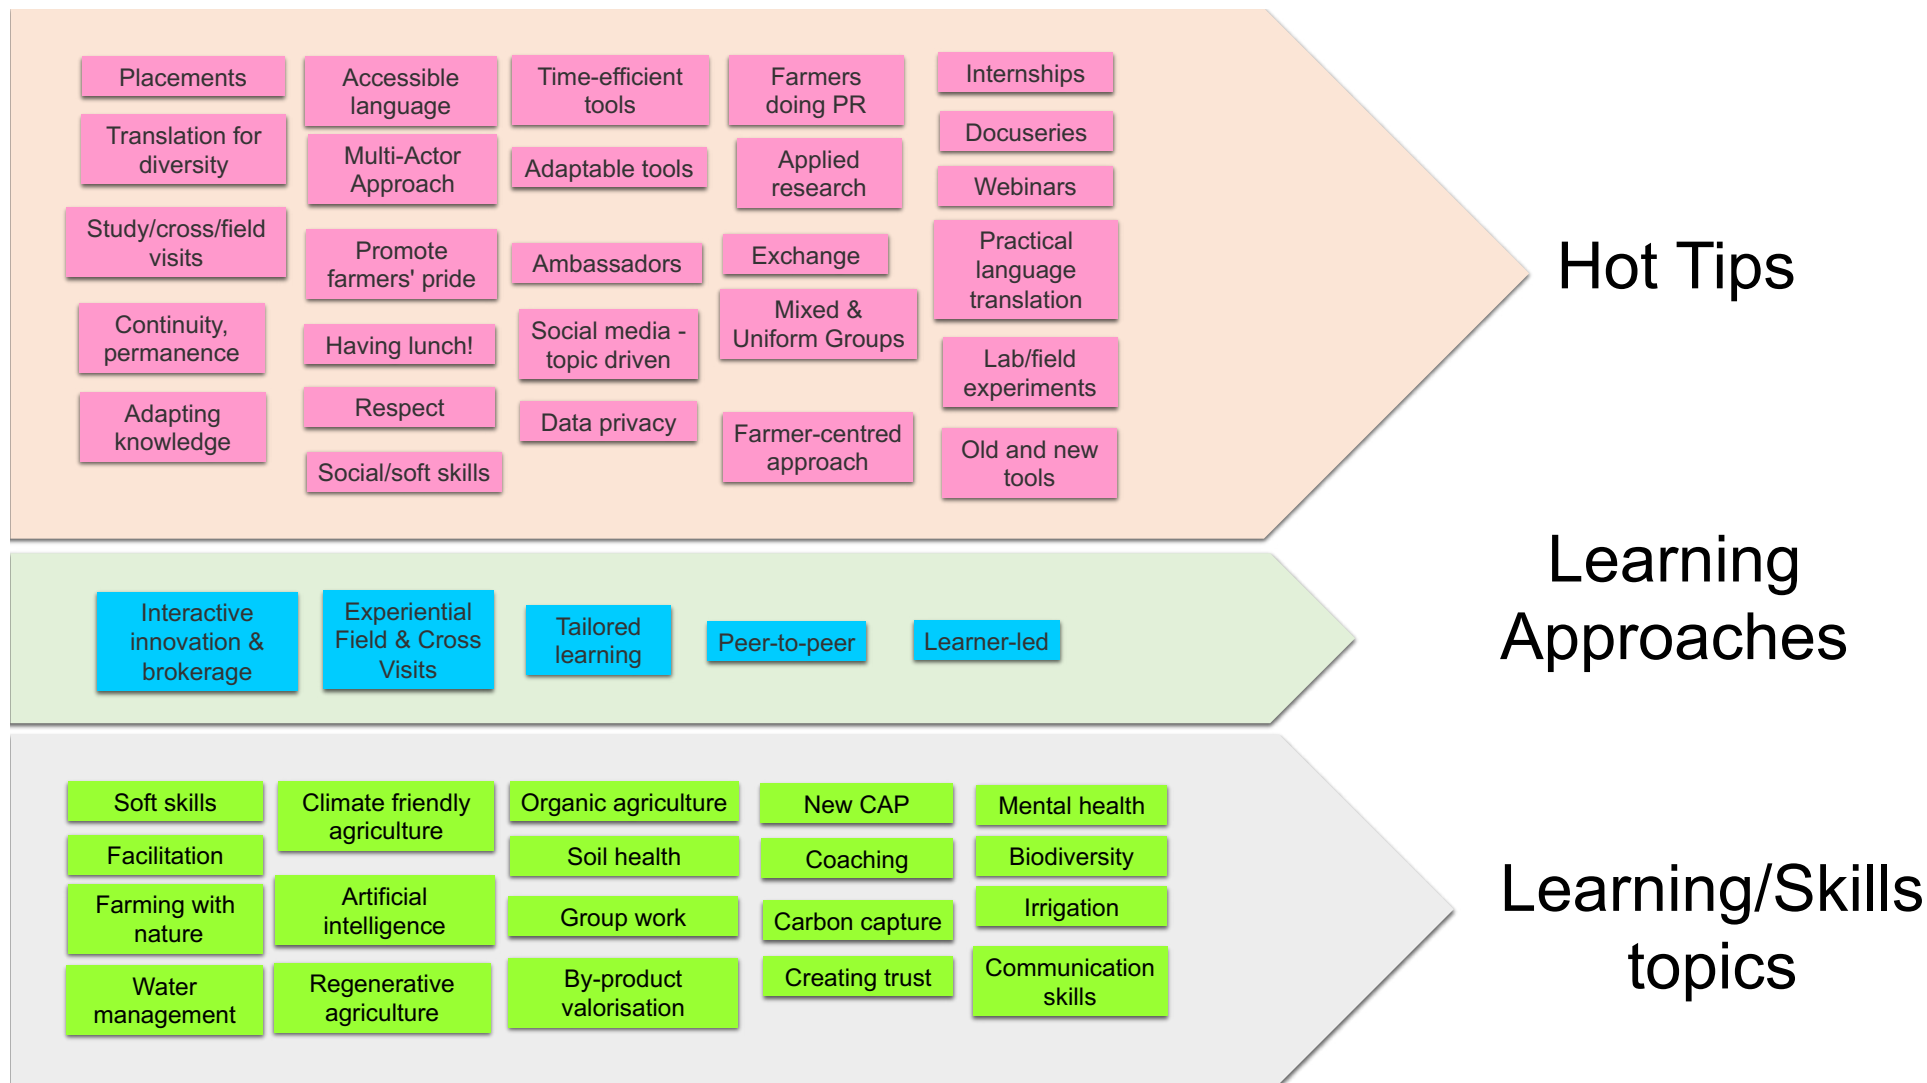 Placements
Translation for
diversity
Study/cross/field
visits
Continuity,
permanence
Adapting
knowledge
Accessible
language
Multi-Actor
Approach
Promote
farmers' pride
Having lunch!
Respect
Social/soft skills
Time-efficient
tools
Adaptable tools
Ambassadors
Social media -
topic driven
Data privacy
Farmers
doing PR
Applied
research
Exchange
Mixed &
Uniform Groups
Farmer-centred
approach
Internships
Docuseries
Webinars
Practical
language
translation
Lab/field
experiments
Old and new
tools
Hot Tips
Interactive
innovation &
brokerage
Experiential
Field & Cross
Visits
Tailored
learning
Peer-to-peer
Learner-led
Learning
Approaches
Soft skills
Facilitation
Farming with
nature
Water
management
Climate friendly
agriculture
Artificial
intelligence
Regenerative
agriculture
Organic agriculture
Soil health
Group work
By-product
valorisation
New CAP
Coaching
Carbon capture
Creating trust
Mental health
Biodiversity
Irrigation
Communication
skills
Learning/Skills
topics